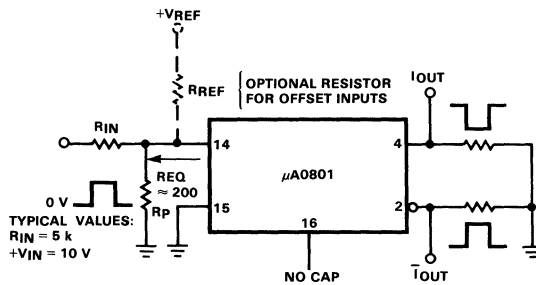 +VREF
RREF
OPTIONAL RESISTOR
FOR OFFSET INPUTS
IOUT
RIN
14
4
µA0801
REQ
≈ 200
0 V
RP
15
2
16
TYPICAL VALUES:
RIN = 5 k
+VIN = 10 V
NO CAP
IOUT